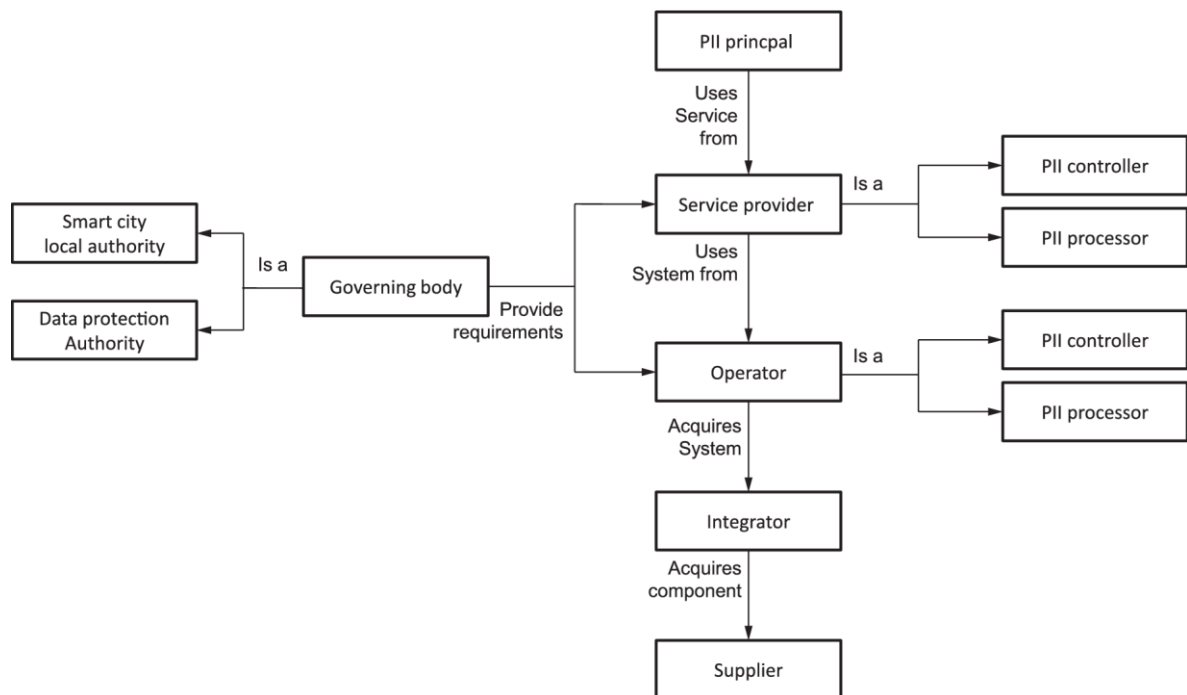 PII princpal
Uses
Service
from
PII controller
Is a
Service provider
PII processor
Smart city
local authority
Uses
System from
Is a
Governing body
Provide
requirements
Data protection
Authority
PII controller
Is a
Operator
PII processor
Acquires
System
Integrator
Acquires
component
Supplier